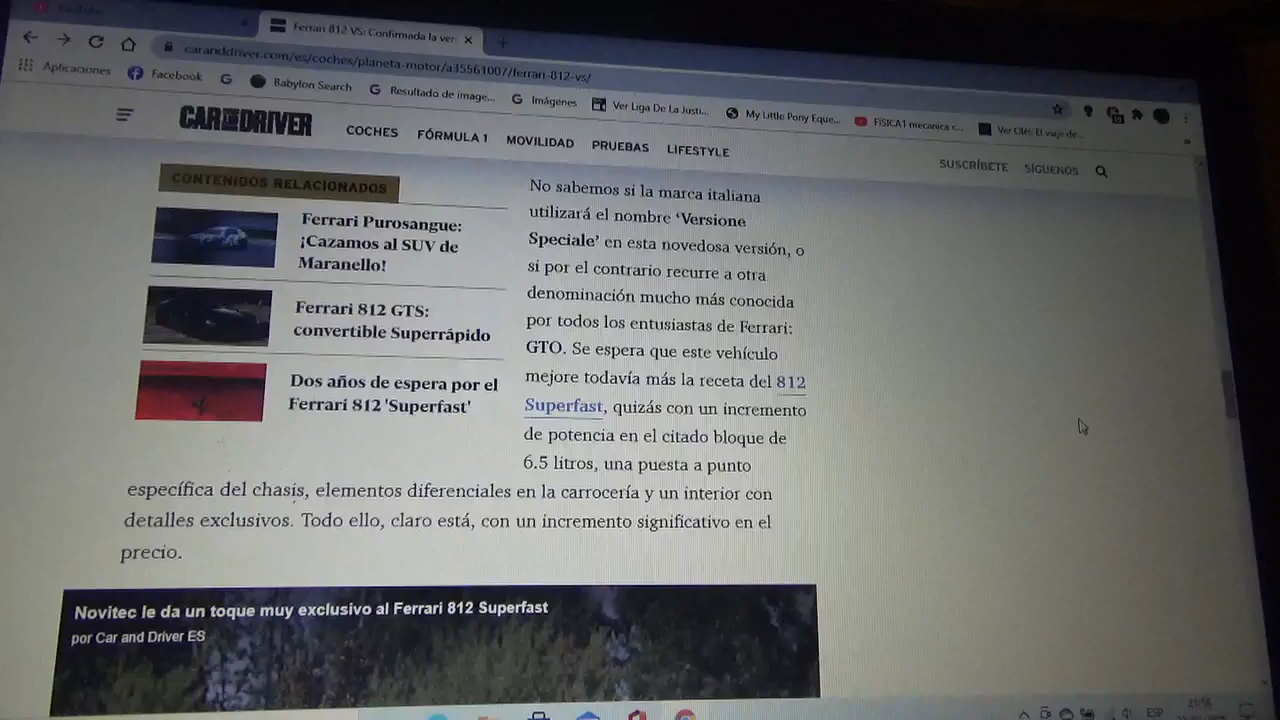 YouTube
Ferrari 812 VS: Confirmada la ver
caranddriver.com/es/coches/planeta-motor/a35561007/ferrari-812-vs/
Aplicaciones
Facebook
Babylon Search
Resultado de image...
Imágenes
Ver Liga De La Justi...
My Little Pony Eque...
FISICA1 mecanica c...
Ver Olé: El viaje de...
CAR AND DRIVER
COCHES
FÓRMULA 1
MOVILIDAD
PRUEBAS
LIFESTYLE
SUSCRÍBETE
SÍGUENOS
CONTENIDOS RELACIONADOS
Ferrari Purosangue:
¡Cazamos al SUV de
Maranello!
Ferrari 812 GTS:
convertible Superrápido
Dos años de espera por el
Ferrari 812 'Superfast'
No sabemos si la marca italiana
utilizará el nombre ‘Versione
Speciale’ en esta novedosa versión, o
si por el contrario recurre a otra
denominación mucho más conocida
por todos los entusiastas de Ferrari:
GTO. Se espera que este vehículo
mejore todavía más la receta del 812
Superfast, quizás con un incremento
de potencia en el citado bloque de
6.5 litros, una puesta a punto
específica del chasis, elementos diferenciales en la carrocería y un interior con
detalles exclusivos. Todo ello, claro está, con un incremento significativo en el
precio.
Novitec le da un toque muy exclusivo al Ferrari 812 Superfast
por Car and Driver ES
ESP